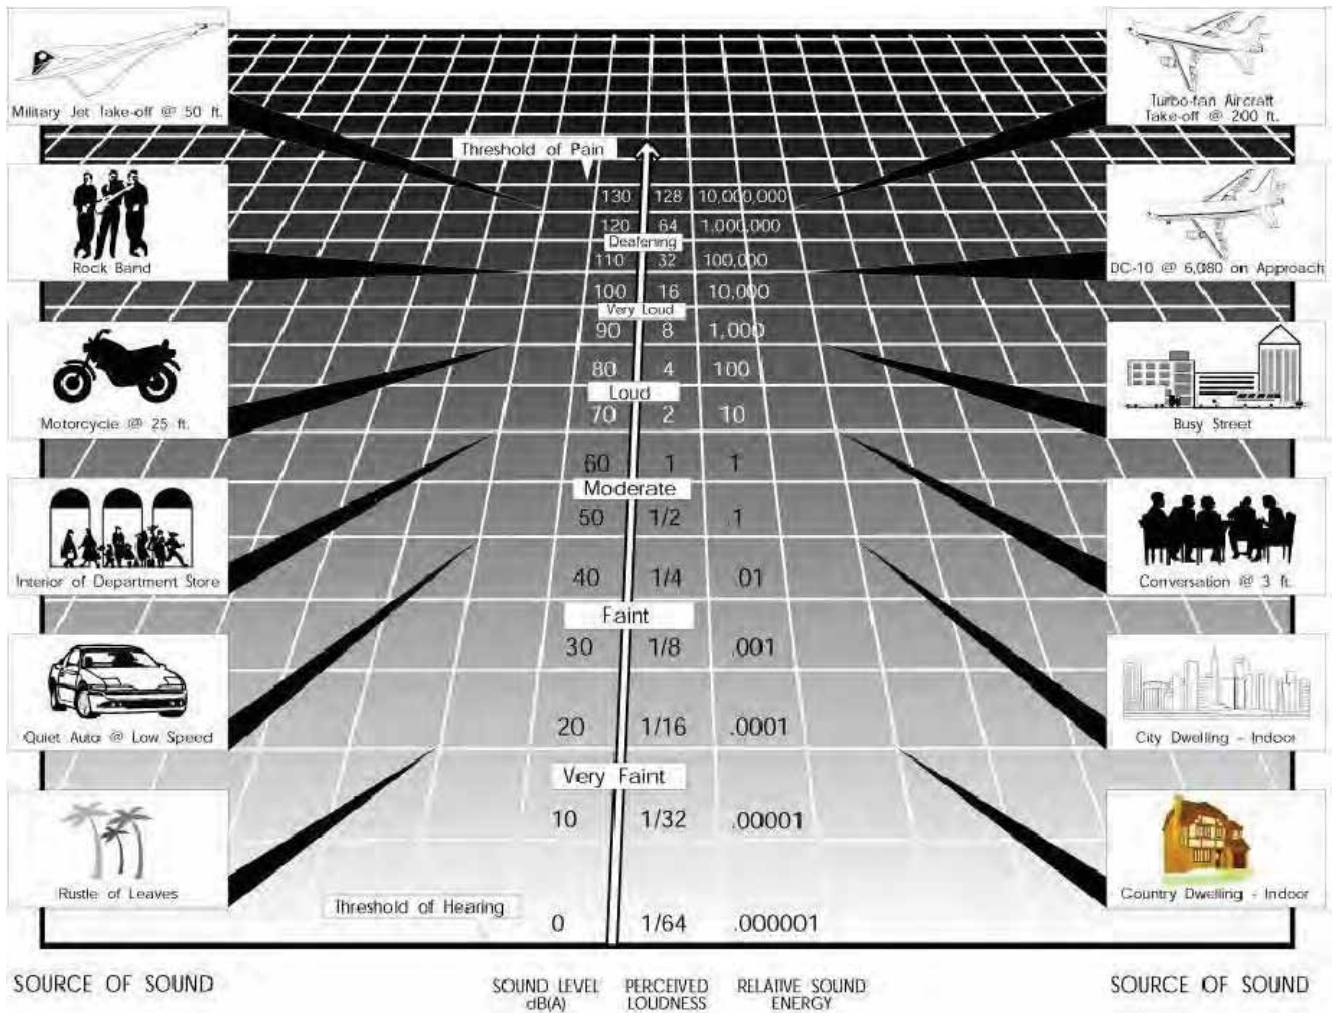 Military Jet Take-off @ 50 ft.
Turbo-fan Aircraft
Take-off @ 200 ft.
Threshold of Pain
130 128 10,000,000
120 64 1,000,000
Deafening
Rock Band
110 32 100,000
DC-10 @ 6,080 on Approach
100 16 10,000
Very Loud
90 8 1,000
80 4 100
Loud
70 2 10
Motorcycle @ 25 ft.
Busy Street
60 1 1
Moderate
50 1/2 .1
Interior of Department Store
40 1/4 .01
Conversation @ 3 ft.
Faint
30 1/8 .001
20 1/16 .0001
Quiet Auto @ Low Speed
City Dwelling - Indoor
Very Faint
10 1/32 .00001
Rustle of Leaves
Country Dwelling - Indoor
Threshold of Hearing
0 1/64 .000001
SOURCE OF SOUND
SOUND LEVEL
dB(A)
PERCEIVED
LOUDNESS
RELATIVE SOUND
ENERGY
SOURCE OF SOUND